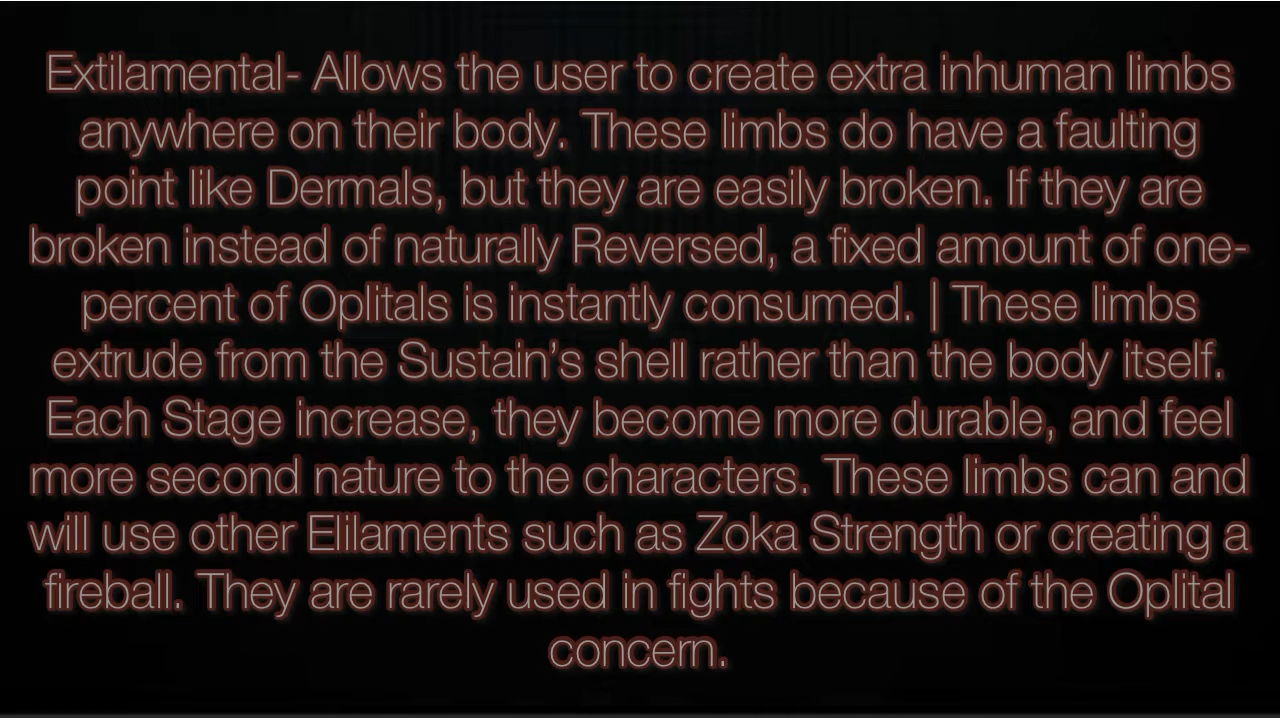 Extilamental- Allows the user to create extra inhuman limbs
anywhere on their body. These limbs do have a faulting
point like Dermals, but they are easily broken. If they are
broken instead of naturally Reversed, a fixed amount of one-
percent of Oplitals is instantly consumed. | These limbs
extrude from the Sustain’s shell rather than the body itself.
Each Stage increase, they become more durable, and feel
more second nature to the characters. These limbs can and
will use other Elilaments such as Zoka Strength or creating a
fireball. They are rarely used in fights because of the Oplital
concern.